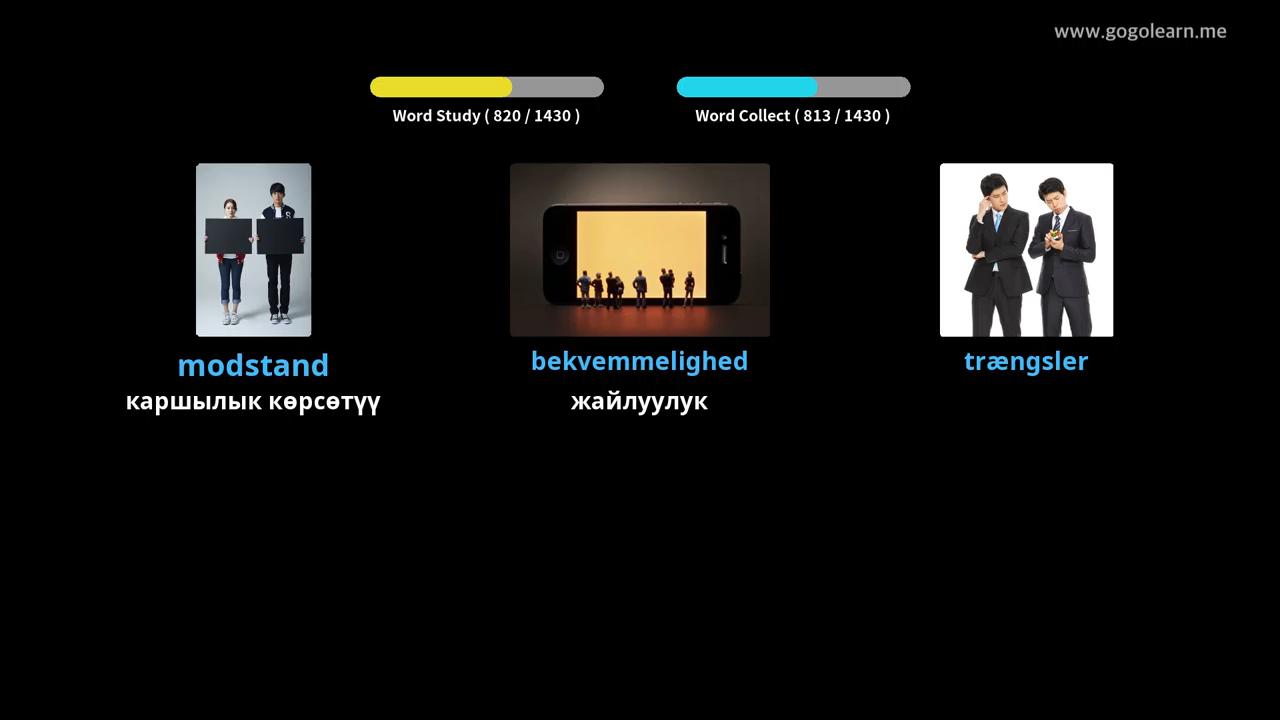 www.gogolearn.me
Word Study ( 820 / 1430 )
Word Collect ( 813 / 1430 )
modstand
bekvemmelighed
trængsler
каршылык көрсөтүү
жайлуулук